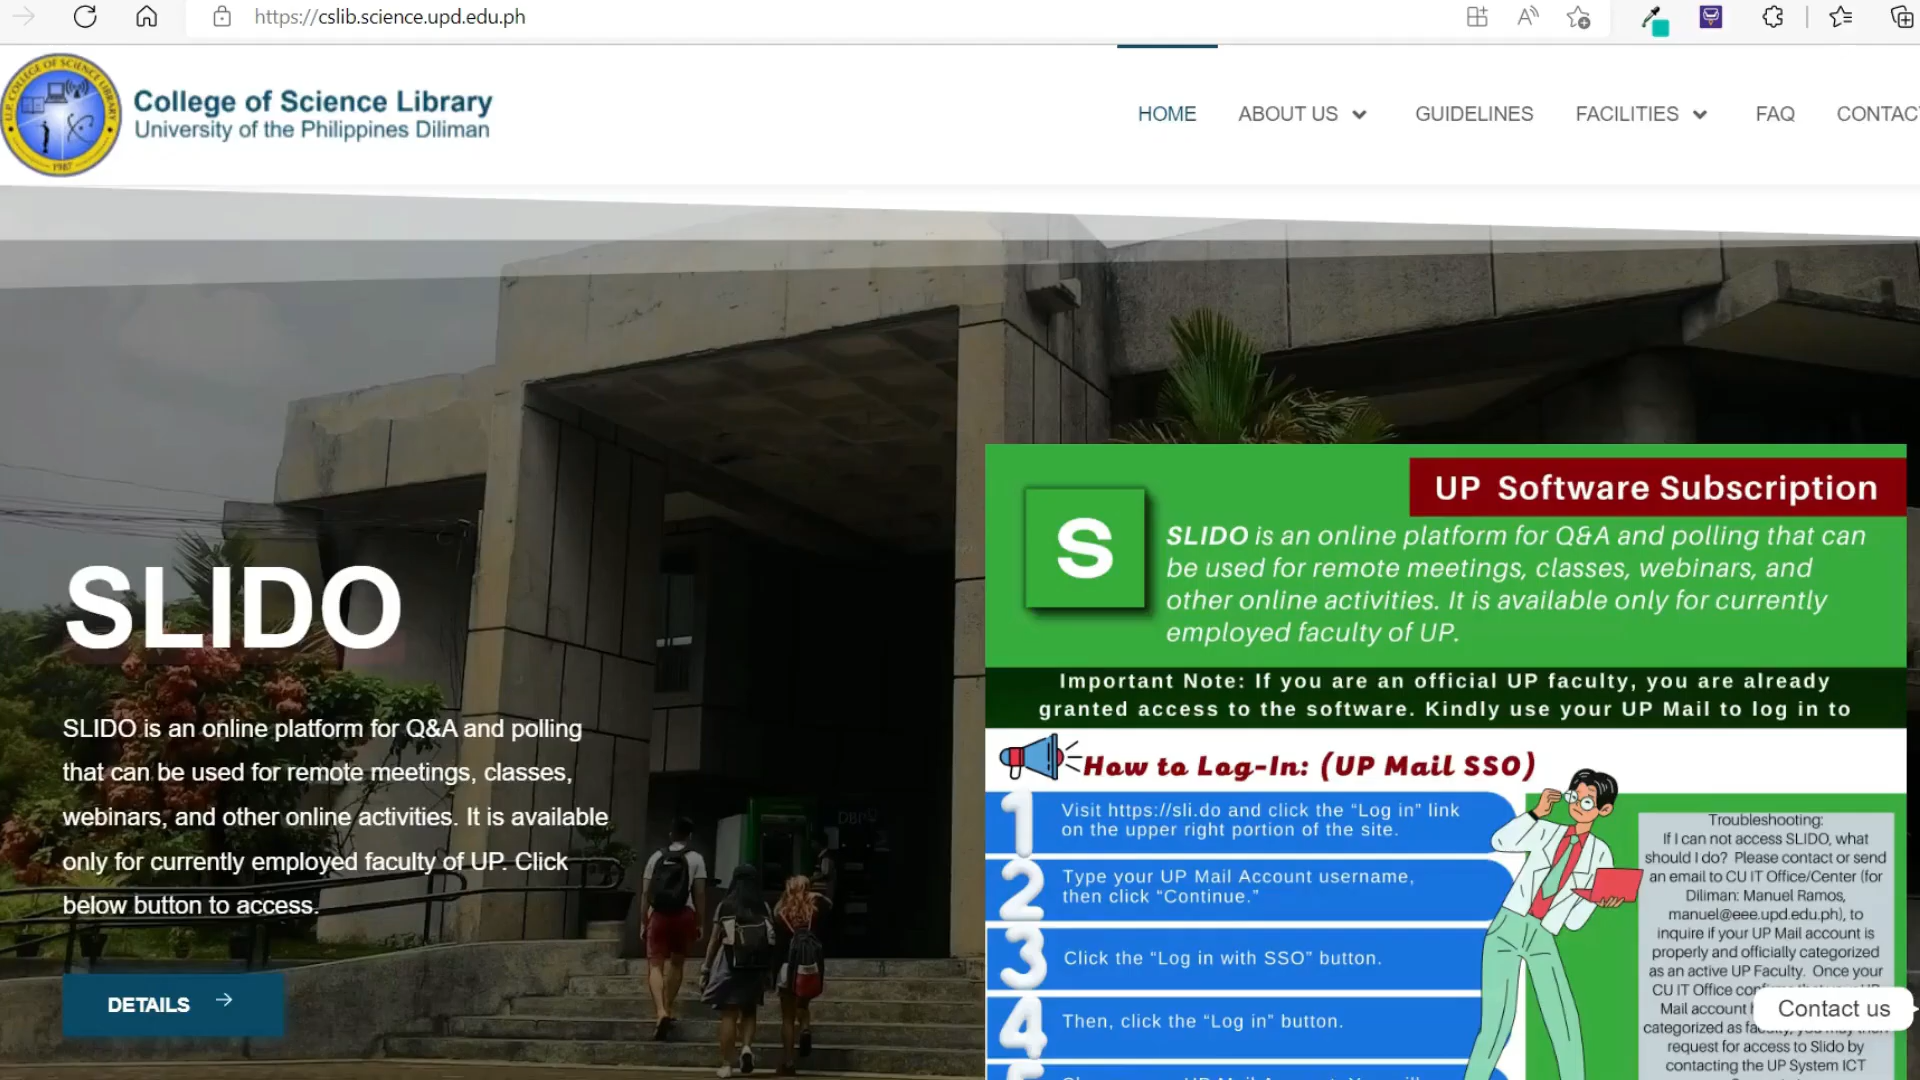 https://cslib.science.upd.edu.ph
U.P. COLLEGE OF SCIENCE LIBRARY
1987
College of Science Library
University of the Philippines Diliman
HOME
ABOUT US
GUIDELINES
FACILITIES
FAQ
CONTAC
SLIDO
SLIDO is an online platform for Q&A and polling
that can be used for remote meetings, classes,
webinars, and other online activities. It is available
only for currently employed faculty of UP. Click
below button to access.
DETAILS
UP Software Subscription
S
SLIDO is an online platform for Q&A and polling that can
be used for remote meetings, classes, webinars, and
other online activities. It is available only for currently
employed faculty of UP.
Important Note: If you are an official UP faculty, you are already
granted access to the software. Kindly use your UP Mail to log in to
How to Log-In: (UP Mail SSO)
1
Visit https://sli.do and click the “Log in” link
on the upper right portion of the site.
2
Type your UP Mail Account username,
then click “Continue.”
3
Click the “Log in with SSO” button.
4
Then, click the “Log in” button.
Troubleshooting:
If I can not access SLIDO, what
should I do? Please contact or send
an email to CU IT Office/Center (for
Diliman: Manuel Ramos,
manuel@eee.upd.edu.ph), to
inquire if your UP Mail account is
properly and officially categorized
as an active UP Faculty. Once your
CU IT Office
Mail account
categorized as
request for access to Slido by
contacting the UP System ICT
Contact us